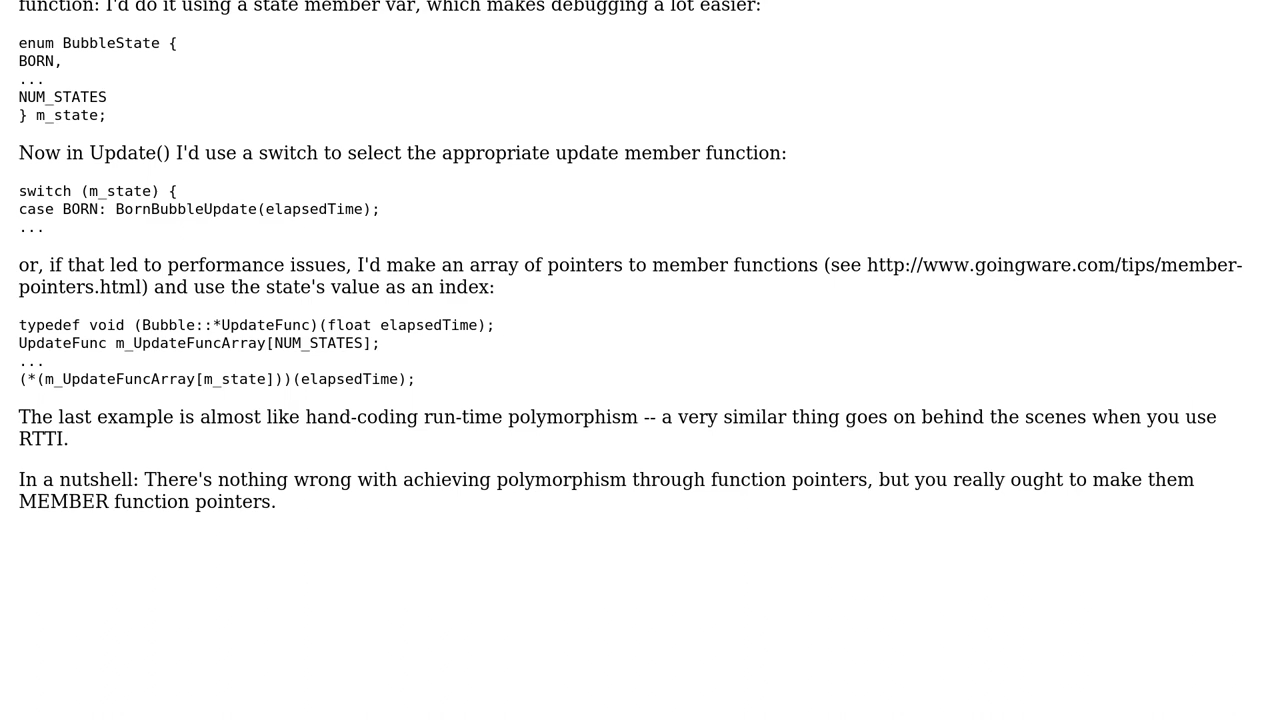 function: I'd do it using a state member var, which makes debugging a lot easier:
enum BubbleState {
BORN,
...
NUM_STATES
} m_state;
Now in Update() I'd use a switch to select the appropriate update member function:
switch (m_state) {
case BORN: BornBubbleUpdate(elapsedTime);
...
or, if that led to performance issues, I'd make an array of pointers to member functions (see http://www.goingware.com/tips/member-
pointers.html) and use the state's value as an index:
typedef void (Bubble::*UpdateFunc)(float elapsedTime);
UpdateFunc m_UpdateFuncArray[NUM_STATES];
...
(*(m_UpdateFuncArray[m_state]))(elapsedTime);
The last example is almost like hand-coding run-time polymorphism -- a very similar thing goes on behind the scenes when you use
RTTI.
In a nutshell: There's nothing wrong with achieving polymorphism through function pointers, but you really ought to make them
MEMBER function pointers.